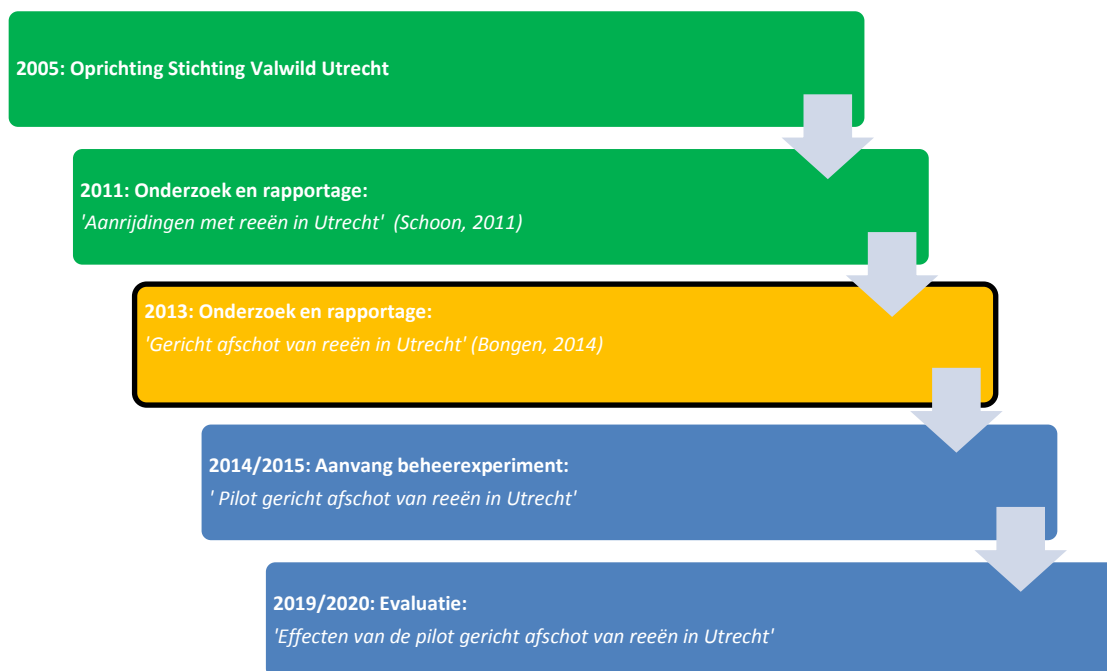 2005: Oprichting Stichting Valwild Utrecht
2011: Onderzoek en rapportage:
'Aanrijdingen met reeën in Utrecht' (Schoon, 2011)
2013: Onderzoek en rapportage:
'Gericht afschot van reeën in Utrecht' (Bongen, 2014)
2014/2015: Aanvang beheerexperiment:
' Pilot gericht afschot van reeën in Utrecht'
2019/2020: Evaluatie:
'Effecten van de pilot gericht afschot van reeën in Utrecht'